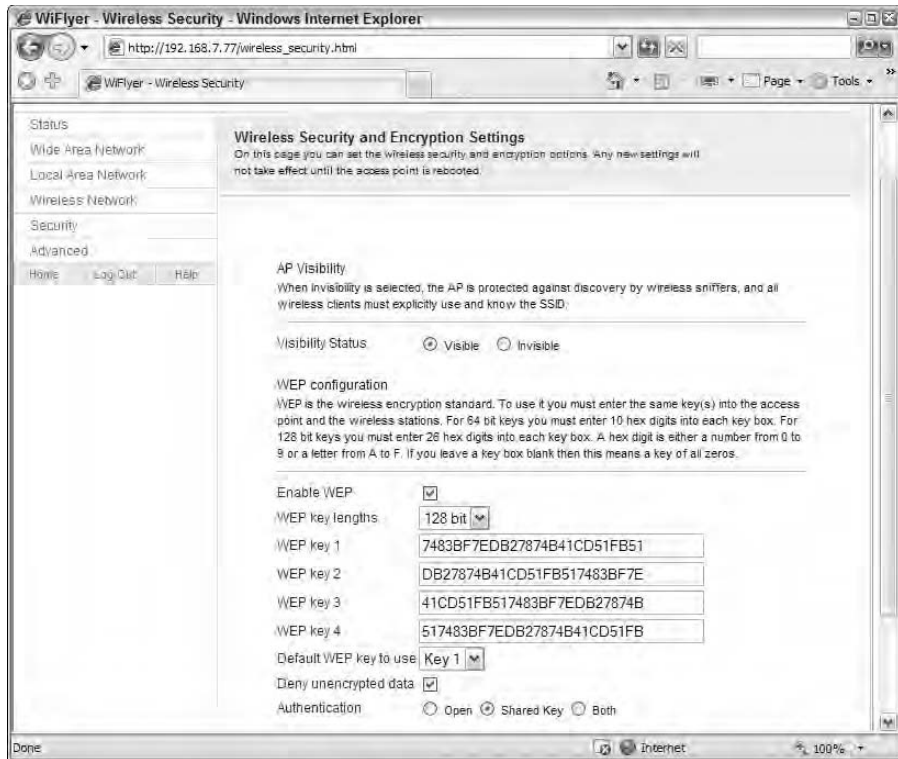 WiFlyer - Wireless Security - Windows Internet Explorer
http://192.168.7.77/wireless_security.html
WiFlyer - Wireless Security
Page
Tools
Status
Wide Area Network
Local Area Network
Wireless Network
Security
Advanced
Home Log Out Help
Wireless Security and Encryption Settings
On this page you can set the wireless security and encryption options. Any new settings will
not take effect until the access point is rebooted.
AP Visibility
When invisibility is selected, the AP is protected against discovery by wireless sniffers, and all
wireless clients must explicitly use and know the SSID.
Visibility Status Visible Invisible
WEP configuration
WEP is the wireless encryption standard. To use it you must enter the same key(s) into the access
point and the wireless stations. For 64 bit keys you must enter 10 hex digits into each key box. For
128 bit keys you must enter 26 hex digits into each key box. A hex digit is either a number from 0 to
9 or a letter from A to F. If you leave a key box blank then this means a key of all zeros.
Enable WEP
WEP key lengths 128 bit
WEP key 1 7483BF7EDB27874B41CD51FB51
WEP key 2 DB27874B41CD51FB517483BF7E
WEP key 3 41CD51FB517483BF7EDB27874B
WEP key 4 517483BF7EDB27874B41CD51FB
Default WEP key to use Key 1
Deny unencrypted data
Authentication Open Shared Key Both
Done Internet 100%